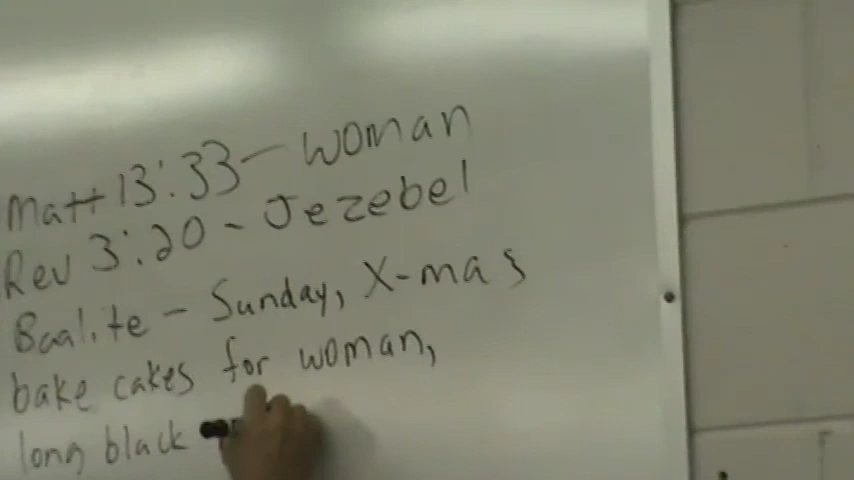 Matt 13:33 - woman
Rev 3:20 - Jezebel
Baalite - Sunday, X-mas
bake cakes for woman,
long black